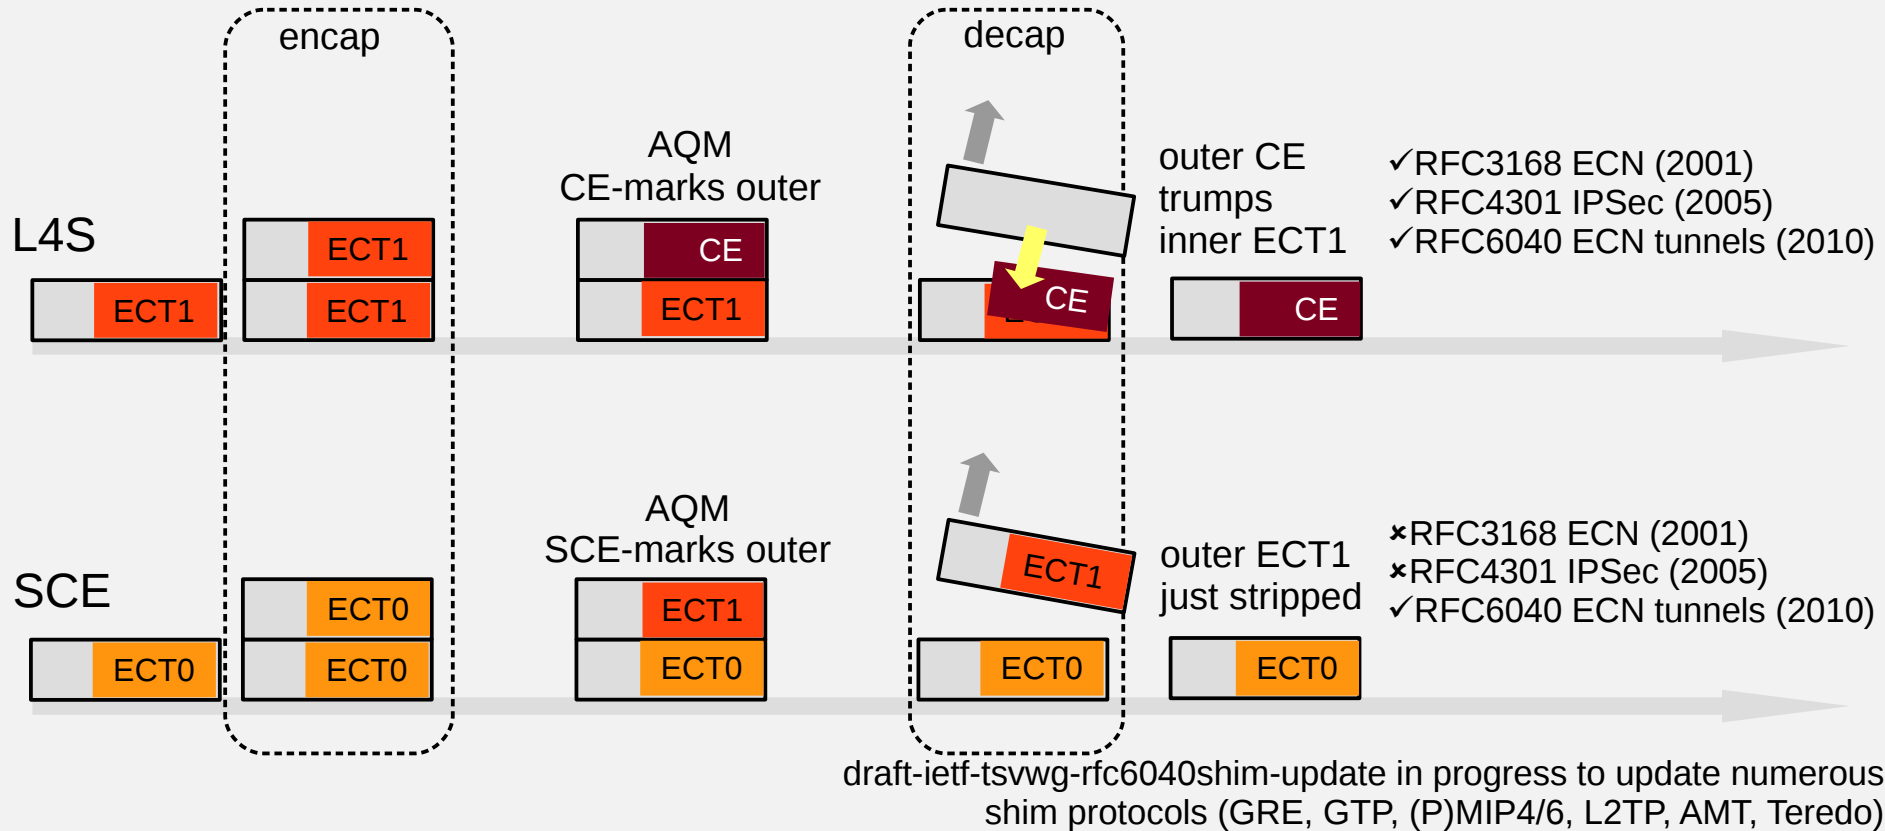 encap
decap
AQM
CE-marks outer
outer CE
trumps
inner ECT1
✓RFC3168 ECN (2001)
✓RFC4301 IPSec (2005)
✓RFC6040 ECN tunnels (2010)
L4S
ECT1
ECT1
ECT1
CE
ECT1
CE
CE
AQM
SCE-marks outer
outer ECT1
just stripped
✗RFC3168 ECN (2001)
✗RFC4301 IPSec (2005)
✓RFC6040 ECN tunnels (2010)
SCE
ECT0
ECT0
ECT0
ECT1
ECT0
ECT1
ECT0
ECT0
draft-ietf-tsvwg-rfc6040shim-update in progress to update numerous
shim protocols (GRE, GTP, (P)MIP4/6, L2TP, AMT, Teredo)